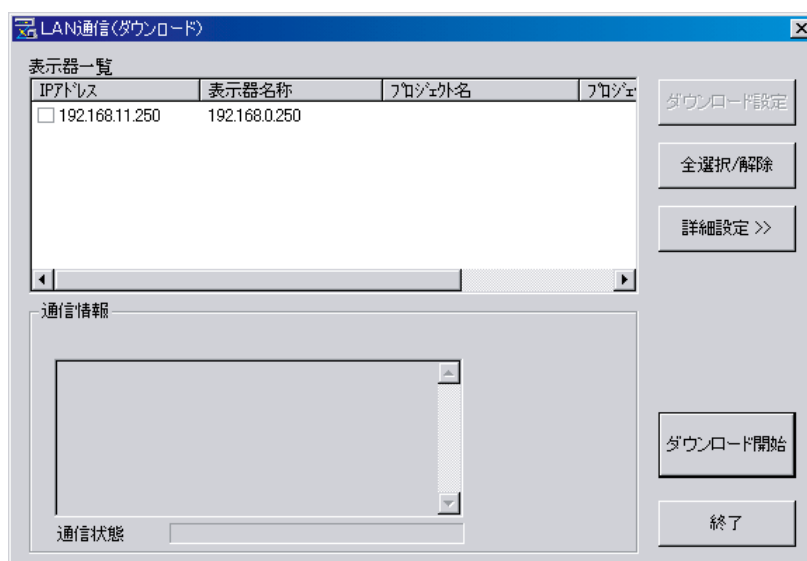 LAN通信(ダウンロード)
表示器一覧
IPアドレス 表示器名称 プロジェクト名 プロジェ
192.168.11.250 192.168.0.250
ダウンロード設定
全選択/解除
詳細設定 >>
通信情報
通信状態
ダウンロード開始
終了